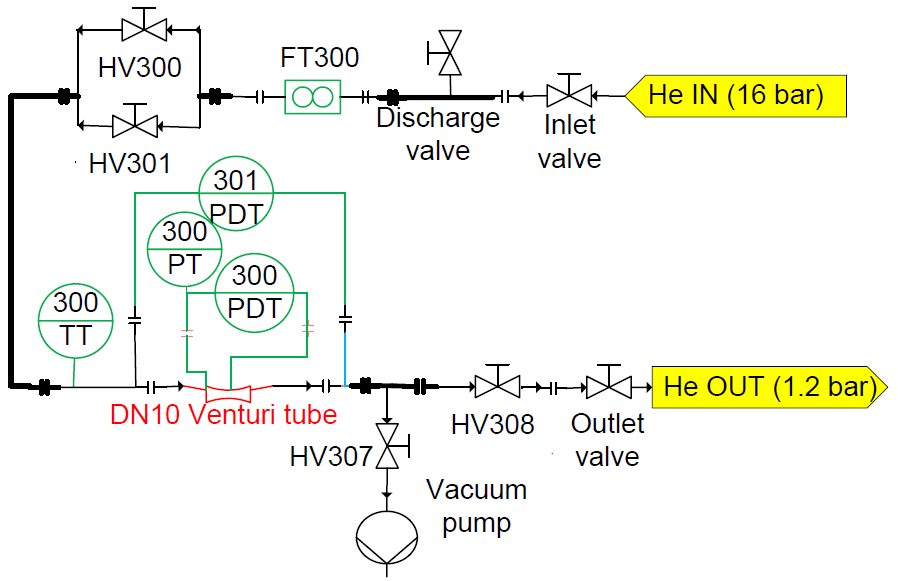 FT300
HV300
He IN (16 bar)
Discharge
valve
Inlet
valve
HV301
301
PDT
300
PT
300
PDT
300
TT
He OUT (1.2 bar)
DN10 Venturi tube
HV308
Outlet
valve
HV307
Vacuum
pump